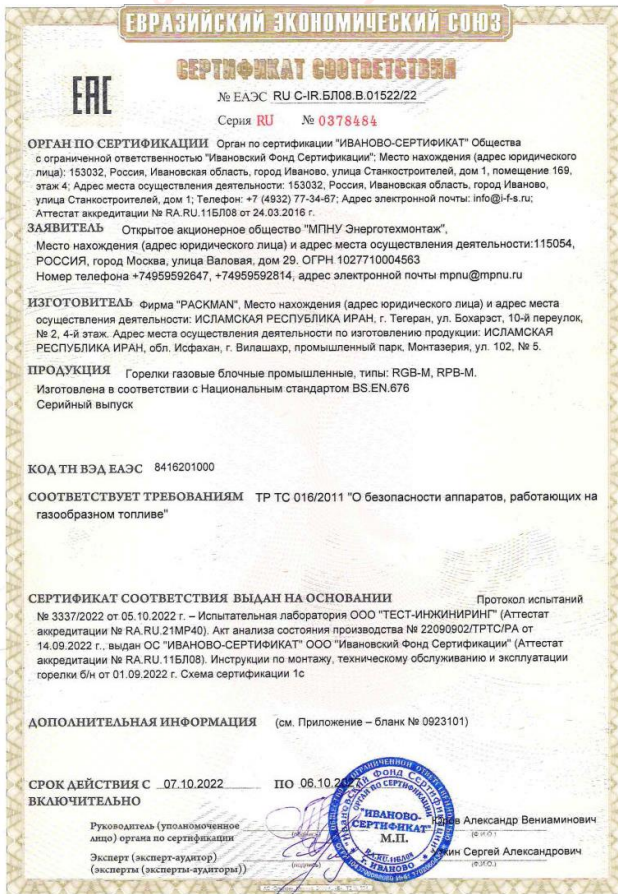 ЕВРАЗИЙСКИЙ ЭКОНОМИЧЕСКИЙ СОЮЗ
СЕРТИФИКАТ СООТВЕТСТВИЯ
ЕАС
№ ЕАЭС RU С-IR.БЛ08.В.01522/22
Серия RU № 0378484
ОРГАН ПО СЕРТИФИКАЦИИ Орган по сертификации "ИВАНОВО-СЕРТИФИКАТ" Общества
с ограниченной ответственностью "Ивановский Фонд Сертификации"; Место нахождения (адрес юридического
лица): 153032, Россия, Ивановская область, город Иваново, улица Станкостроителей, дом 1, помещение 169,
этаж 4; Адрес места осуществления деятельности: 153032, Россия, Ивановская область, город Иваново,
улица Станкостроителей, дом 1; Телефон: +7 (4932) 77-34-67; Адрес электронной почты: info@i-f-s.ru;
Аттестат аккредитации № RA.RU.11БЛ08 от 24.03.2016 г.
ЗАЯВИТЕЛЬ Открытое акционерное общество "МПНУ Энерготехмонтаж",
Место нахождения (адрес юридического лица) и адрес места осуществления деятельности:115054,
РОССИЯ, город Москва, улица Валовая, дом 29. ОГРН 1027710004563
Номер телефона +74959592647, +74959592814, адрес электронной почты mpnu@mpnu.ru
ИЗГОТОВИТЕЛЬ Фирма "PACKMAN", Место нахождения (адрес юридического лица) и адрес места
осуществления деятельности: ИСЛАМСКАЯ РЕСПУБЛИКА ИРАН, г. Тегеран, ул. Бохарэст, 10-й переулок,
№ 2, 4-й этаж. Адрес места осуществления деятельности по изготовлению продукции: ИСЛАМСКАЯ
РЕСПУБЛИКА ИРАН, обл. Исфахан, г. Вилашахр, промышленный парк, Монтазерия, ул. 102, № 5.
ПРОДУКЦИЯ Горелки газовые блочные промышленные, типы: RGB-M, RPB-M.
Изготовлена в соответствии с Национальным стандартом BS.EN.676
Серийный выпуск
КОД ТН ВЭД ЕАЭС 8416201000
СООТВЕТСТВУЕТ ТРЕБОВАНИЯМ ТР ТС 016/2011 "О безопасности аппаратов, работающих на
газообразном топливе"
СЕРТИФИКАТ СООТВЕТСТВИЯ ВЫДАН НА ОСНОВАНИИ Протокол испытаний
№ 3337/2022 от 05.10.2022 г. – Испытательная лаборатория ООО "ТЕСТ-ИНЖИНИРИНГ" (Аттестат
аккредитации № RA.RU.21МР40). Акт анализа состояния производства № 22090902/ТРТС/РА от
14.09.2022 г., выдан ОС "ИВАНОВО-СЕРТИФИКАТ" ООО "Ивановский Фонд Сертификации" (Аттестат
аккредитации № RA.RU.11БЛ08). Инструкции по монтажу, техническому обслуживанию и эксплуатации
горелки б/н от 01.09.2022 г. Схема сертификации 1с
ДОПОЛНИТЕЛЬНАЯ ИНФОРМАЦИЯ (см. Приложение – бланк № 0923101)
СРОК ДЕЙСТВИЯ С 07.10.2022 ПО 06.10
ВКЛЮЧИТЕЛЬНО
Руководитель (уполномоченное
лицо) органа по сертификации
(подпись)
Александр Вениаминович
(Ф.И.О.)
Эксперт (эксперт-аудитор)
(эксперты (эксперты-аудиторы))
(подпись)
Сергей Александрович
(Ф.И.О.)
ИВАНОВСКИЙ ФОНД СЕРТИФИКАЦИИ
ОРГАН ПО СЕРТИФИКАЦИИ
"ИВАНОВО-
СЕРТИФИКАТ"
М.П.
RA.RU.11БЛ08
г. ИВАНОВО